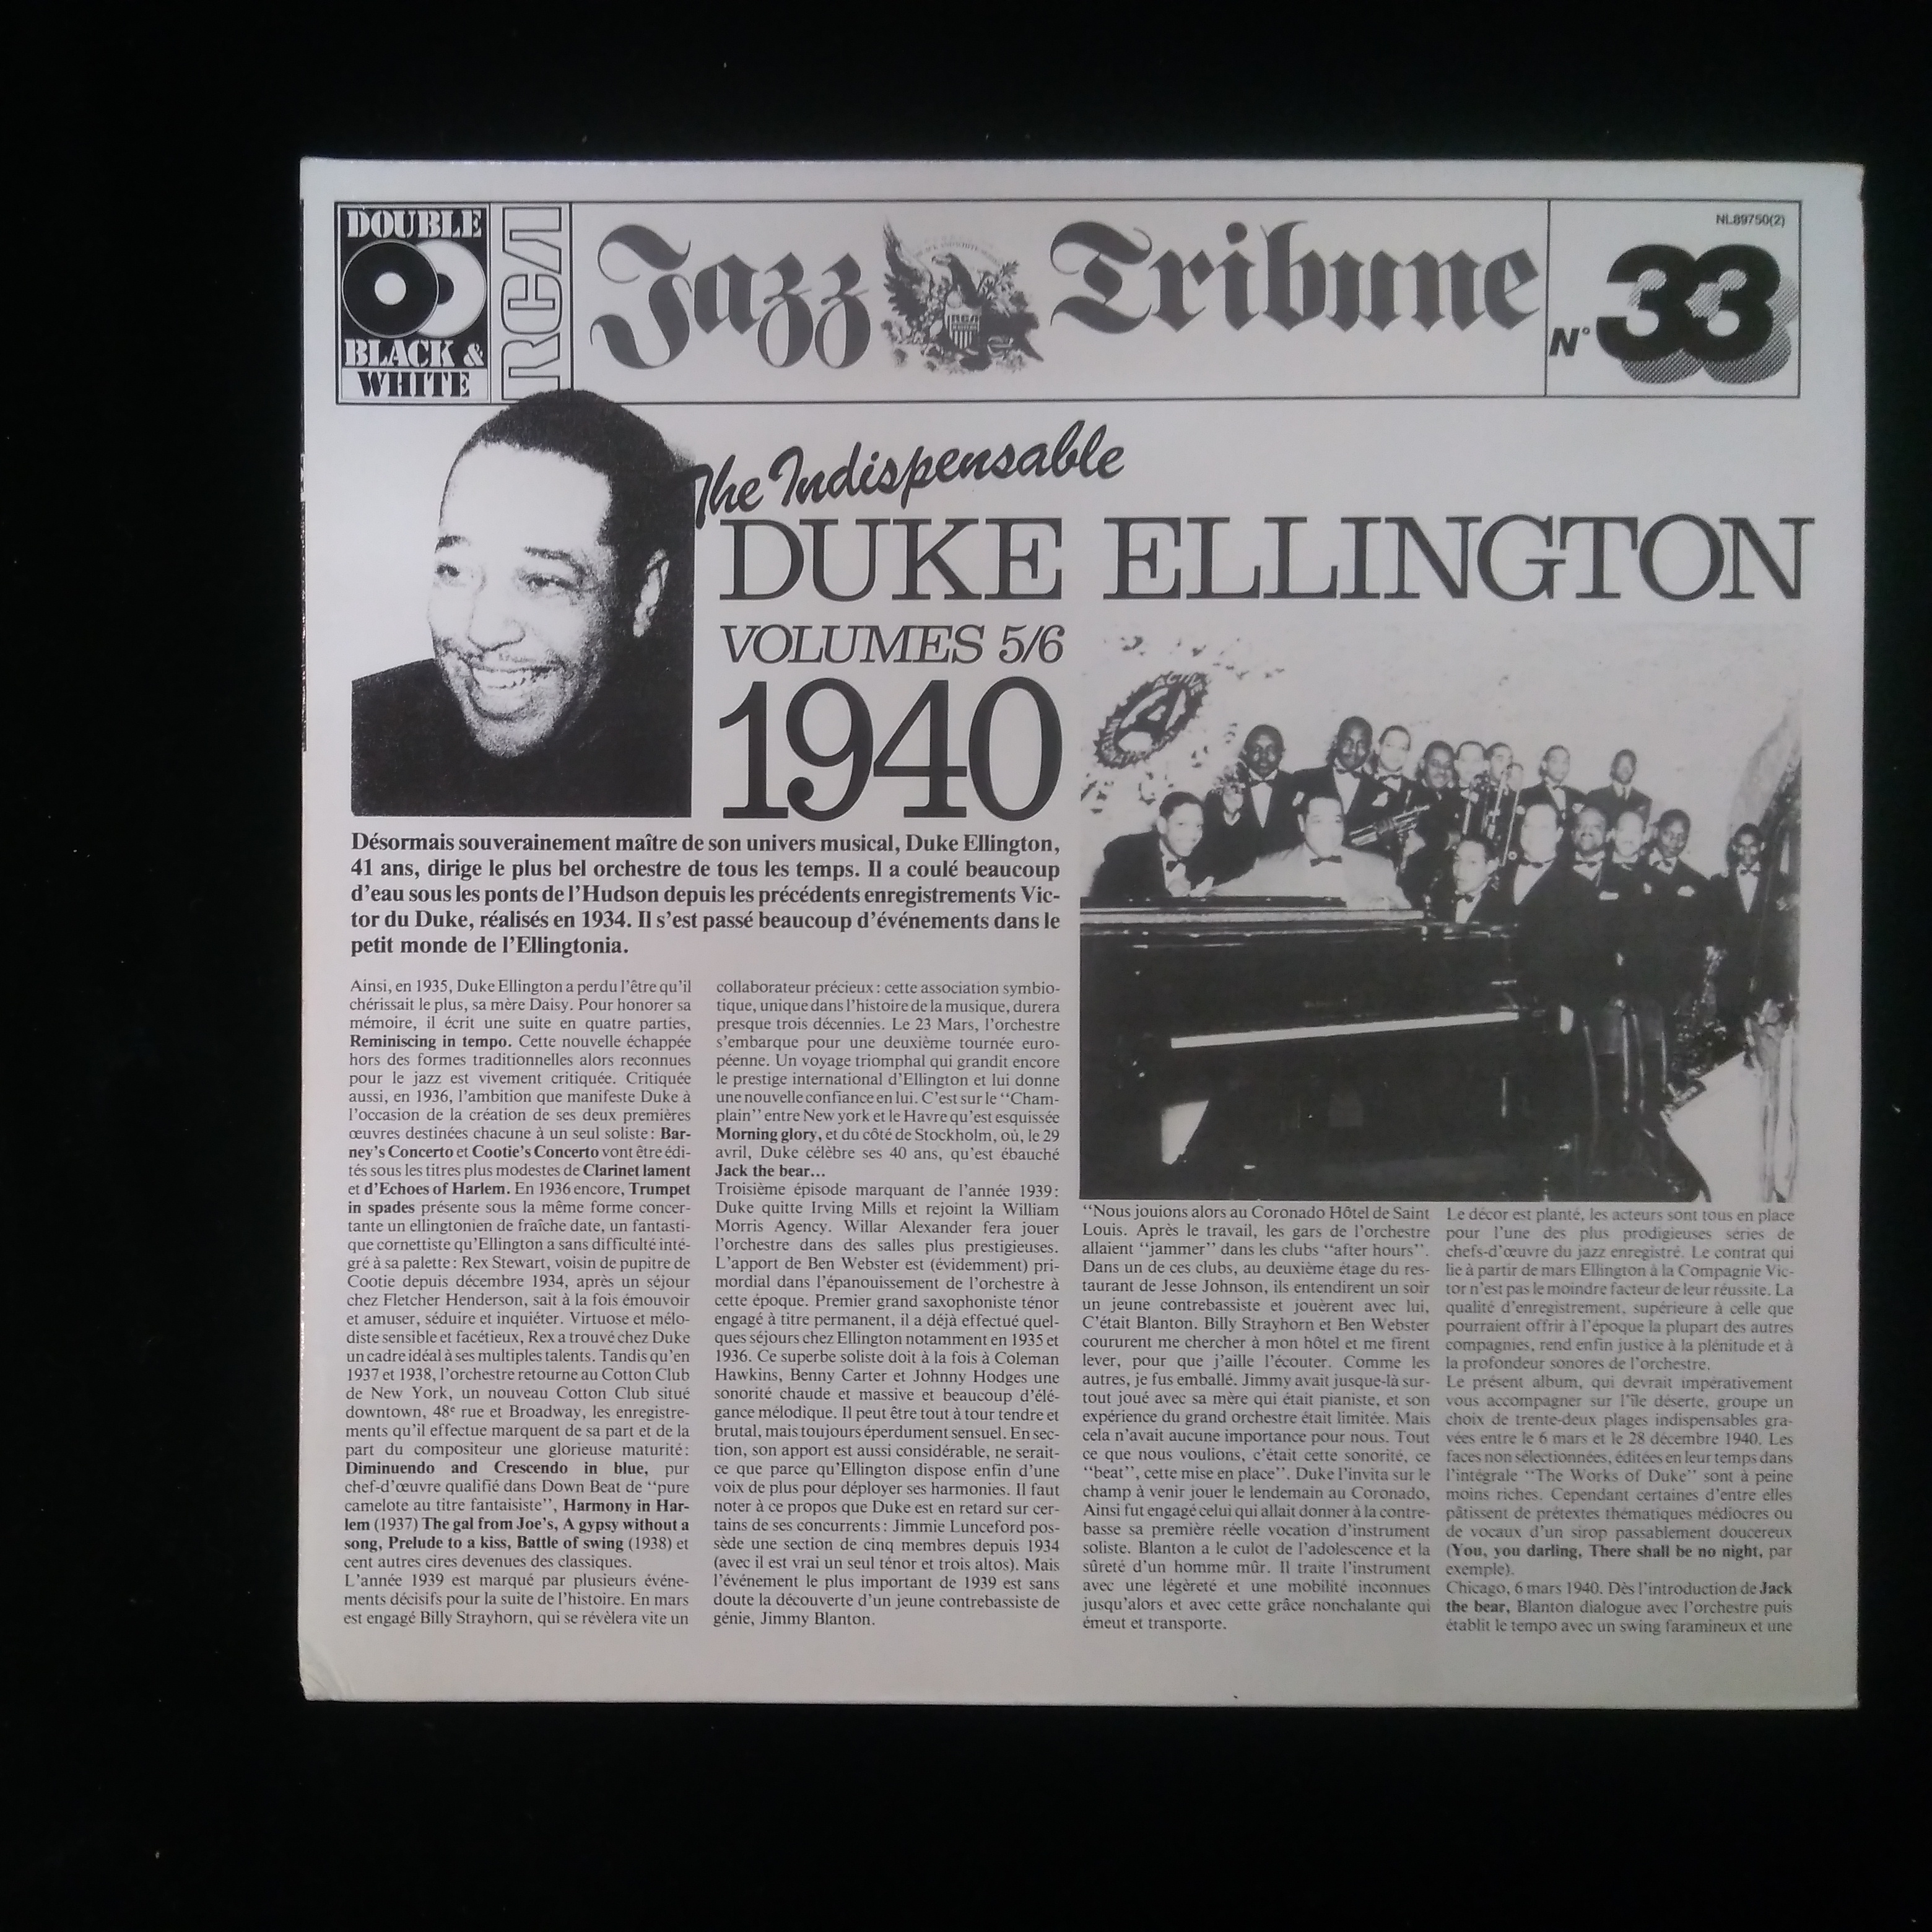 DOUBLE
BLACK &
WHITE
RCA
Jazz Tribune
RCA
NL89750(2)
N° 33
The Indispensable
DUKE ELLINGTON
VOLUMES 5/6
1940
A
Désormais souverainement maître de son univers musical, Duke Ellington,
41 ans, dirige le plus bel orchestre de tous les temps. Il a coulé beaucoup
d'eau sous les ponts de l'Hudson depuis les précédents enregistrements Vic-
tor du Duke, réalisés en 1934. Il s'est passé beaucoup d'événements dans le
petit monde de l'Ellingtonia.
Ainsi, en 1935, Duke Ellington a perdu l'être qu'il
chérissait le plus, sa mère Daisy. Pour honorer sa
mémoire, il écrit une suite en quatre parties,
Reminiscing in tempo. Cette nouvelle échappée
hors des formes traditionnelles alors reconnues
pour le jazz est vivement critiquée. Critiquée
aussi, en 1936, l'ambition que manifeste Duke à
l'occasion de la création de ses deux premières
œuvres destinées chacune à un seul soliste : Bar-
ney's Concerto et Cootie's Concerto vont être édi-
tés sous les titres plus modestes de Clarinet lament
et d'Echoes of Harlem. En 1936 encore, Trumpet
in spades présente sous la même forme concer-
tante un ellingtonien de fraîche date, un fantasti-
que cornettiste qu'Ellington a sans difficulté inté-
gré à sa palette : Rex Stewart, voisin de pupitre de
Cootie depuis décembre 1934, après un séjour
chez Fletcher Henderson, sait à la fois émouvoir
et amuser, séduire et inquiéter. Virtuose et mélo-
diste sensible et facétieux, Rex a trouvé chez Duke
un cadre idéal à ses multiples talents. Tandis qu'en
1937 et 1938, l'orchestre retourne au Cotton Club
de New York, un nouveau Cotton Club situé
downtown, 48e rue et Broadway, les enregistre-
ments qu'il effectue marquent de sa part et de la
part du compositeur une glorieuse maturité :
Diminuendo and Crescendo in blue, pur
chef-d'œuvre qualifié dans Down Beat de "pure
camelote au titre fantaisiste", Harmony in Har-
lem (1937) The gal from Joe's, A gypsy without a
song, Prelude to a kiss, Battle of swing (1938) et
cent autres cires devenues des classiques.
L'année 1939 est marqué par plusieurs événe-
ments décisifs pour la suite de l'histoire. En mars
est engagé Billy Strayhorn, qui se révèlera vite un
collaborateur précieux : cette association symbio-
tique, unique dans l'histoire de la musique, durera
presque trois décennies. Le 23 Mars, l'orchestre
s'embarque pour une deuxième tournée euro-
péenne. Un voyage triomphal qui grandit encore
le prestige international d'Ellington et lui donne
une nouvelle confiance en lui. C'est sur le "Cham-
plain" entre New york et le Havre qu'est esquissée
Morning glory, et du côté de Stockholm, où, le 29
avril, Duke célèbre ses 40 ans, qu'est ébauché
Jack the bear...
Troisième épisode marquant de l'année 1939 :
Duke quitte Irving Mills et rejoint la William
Morris Agency. Willar Alexander fera jouer
l'orchestre dans des salles plus prestigieuses.
L'apport de Ben Webster est (évidemment) pri-
mordial dans l'épanouissement de l'orchestre à
cette époque. Premier grand saxophoniste ténor
engagé à titre permanent, il a déjà effectué quel-
ques séjours chez Ellington notamment en 1935 et
1936. Ce superbe soliste doit à la fois à Coleman
Hawkins, Benny Carter et Johnny Hodges une
sonorité chaude et massive et beaucoup d'élé-
gance mélodique. Il peut être tout à tour tendre et
brutal, mais toujours éperdument sensuel. En sec-
tion, son apport est aussi considérable, ne serait-
ce que parce qu'Ellington dispose enfin d'une
voix de plus pour déployer ses harmonies. Il faut
noter à ce propos que Duke est en retard sur cer-
tains de ses concurrents : Jimmie Lunceford pos-
sède une section de cinq membres depuis 1934
(avec il est vrai un seul ténor et trois altos). Mais
l'événement le plus important de 1939 est sans
doute la découverte d'un jeune contrebassiste de
génie, Jimmy Blanton.
"Nous jouions alors au Coronado Hôtel de Saint
Louis. Après le travail, les gars de l'orchestre
allaient "jammer" dans les clubs "after hours".
Dans un de ces clubs, au deuxième étage du res-
taurant de Jesse Johnson, ils entendirent un soir
un jeune contrebassiste et jouèrent avec lui,
C'était Blanton. Billy Strayhorn et Ben Webster
coururent me chercher à mon hôtel et me firent
lever, pour que j'aille l'écouter. Comme les
autres, je fus emballé. Jimmy avait jusque-là sur-
tout joué avec sa mère qui était pianiste, et son
expérience du grand orchestre était limitée. Mais
cela n'avait aucune importance pour nous. Tout
ce que nous voulions, c'était cette sonorité, ce
"beat", cette mise en place". Duke l'invita sur le
champ à venir jouer le lendemain au Coronado,
Ainsi fut engagé celui qui allait donner à la contre-
basse sa première réelle vocation d'instrument
soliste. Blanton a le culot de l'adolescence et la
sûreté d'un homme mûr. Il traite l'instrument
avec une légèreté et une mobilité inconnues
jusqu'alors et avec cette grâce nonchalante qui
émeut et transporte.
Le décor est planté, les acteurs sont tous en place
pour l'une des plus prodigieuses séries de
chefs-d'œuvre du jazz enregistré. Le contrat qui
lie à partir de mars Ellington à la Compagnie Vic-
tor n'est pas le moindre facteur de leur réussite. La
qualité d'enregistrement, supérieure à celle que
pourraient offrir à l'époque la plupart des autres
compagnies, rend enfin justice à la plénitude et à
la profondeur sonores de l'orchestre.
Le présent album, qui devrait impérativement
vous accompagner sur l'île déserte, groupe un
choix de trente-deux plages indispensables gra-
vées entre le 6 mars et le 28 décembre 1940. Les
faces non sélectionnées, éditées en leur temps dans
l'intégrale "The Works of Duke" sont à peine
moins riches. Cependant certaines d'entre elles
pâtissent de prétextes thématiques médiocres ou
de vocaux d'un sirop passablement doucereux
(You, you darling, There shall be no night, par
exemple).
Chicago, 6 mars 1940. Dès l'introduction de Jack
the bear, Blanton dialogue avec l'orchestre puis
établit le tempo avec un swing faramineux et une